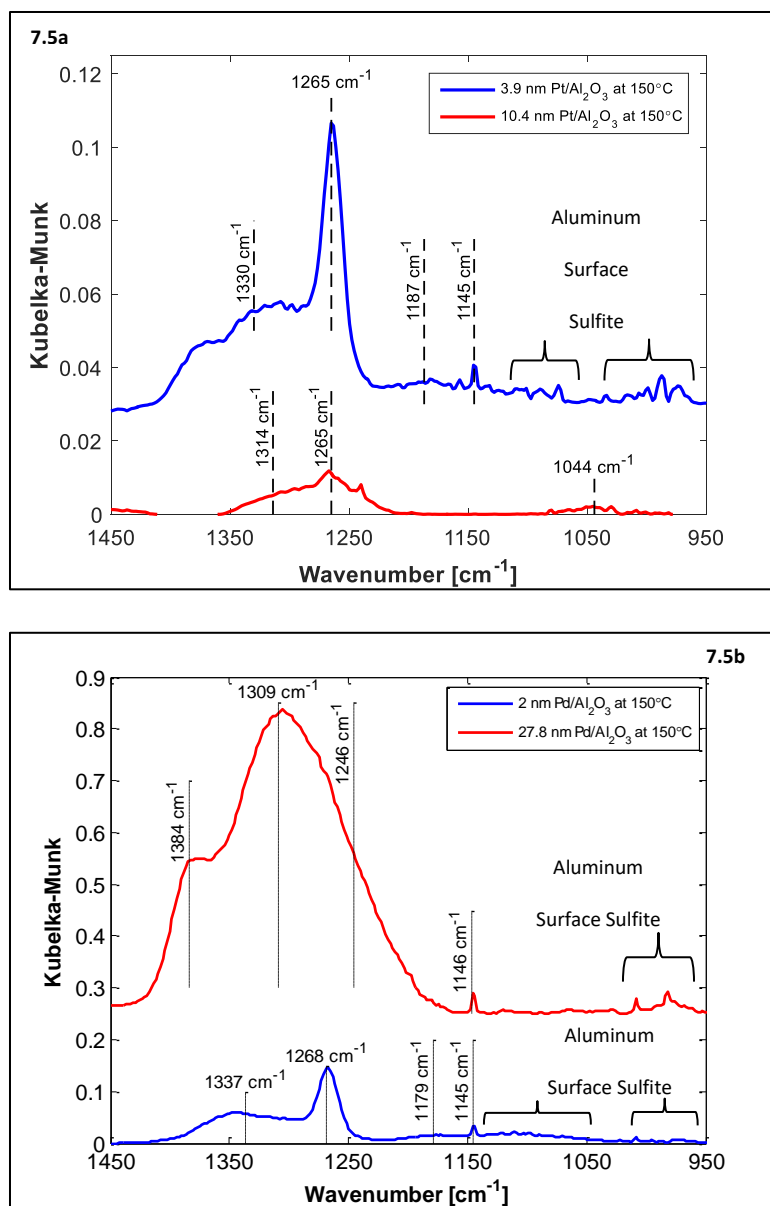 7.5a
0.12
0.1
0.08
0.06
0.04
0.02
0
Kubelka-Munk
1265 cm⁻¹
3.9 nm Pt/Al₂O₃ at 150°C
10.4 nm Pt/Al₂O₃ at 150°C
1330 cm⁻¹
1187 cm⁻¹
1145 cm⁻¹
Aluminum
Surface
Sulfite
1314 cm⁻¹
1265 cm⁻¹
1044 cm⁻¹
1450
1350
1250
1150
1050
950
Wavenumber [cm⁻¹]
7.5b
0.9
0.8
0.7
0.6
0.5
0.4
0.3
0.2
0.1
0
Kubelka-Munk
1309 cm⁻¹
2 nm Pd/Al₂O₃ at 150°C
27.8 nm Pd/Al₂O₃ at 150°C
1384 cm⁻¹
1246 cm⁻¹
Aluminum
Surface Sulfite
1146 cm⁻¹
Aluminum
Surface Sulfite
1337 cm⁻¹
1268 cm⁻¹
1179 cm⁻¹
1145 cm⁻¹
1450
1350
1250
1150
1050
950
Wavenumber [cm⁻¹]